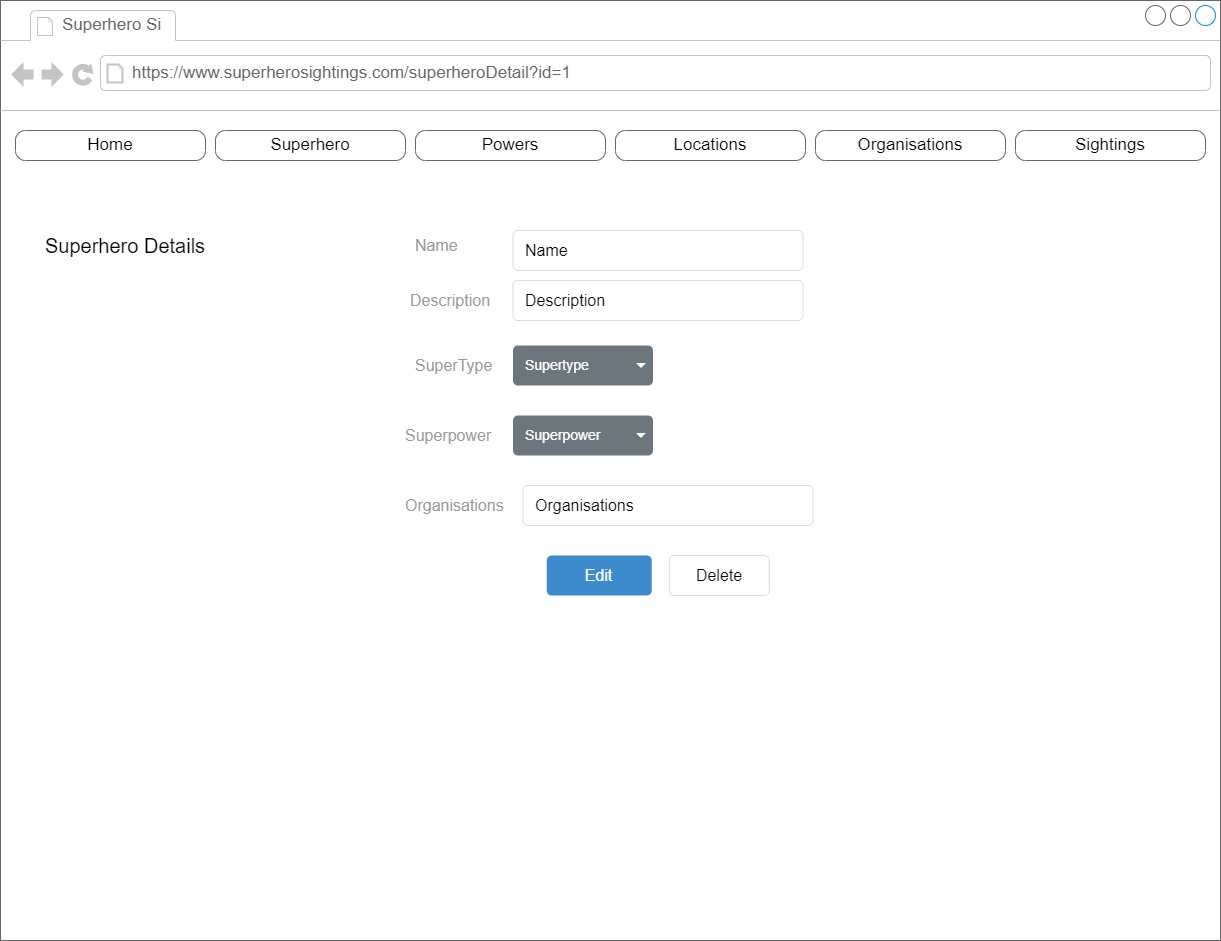 Superhero Si
https://www.superherosightings.com/superheroDetail?id=1
Home Superhero Powers Locations Organisations Sightings
Superhero Details
Name Name
Description Description
SuperType Supertype
Superpower Superpower
Organisations Organisations
Edit Delete